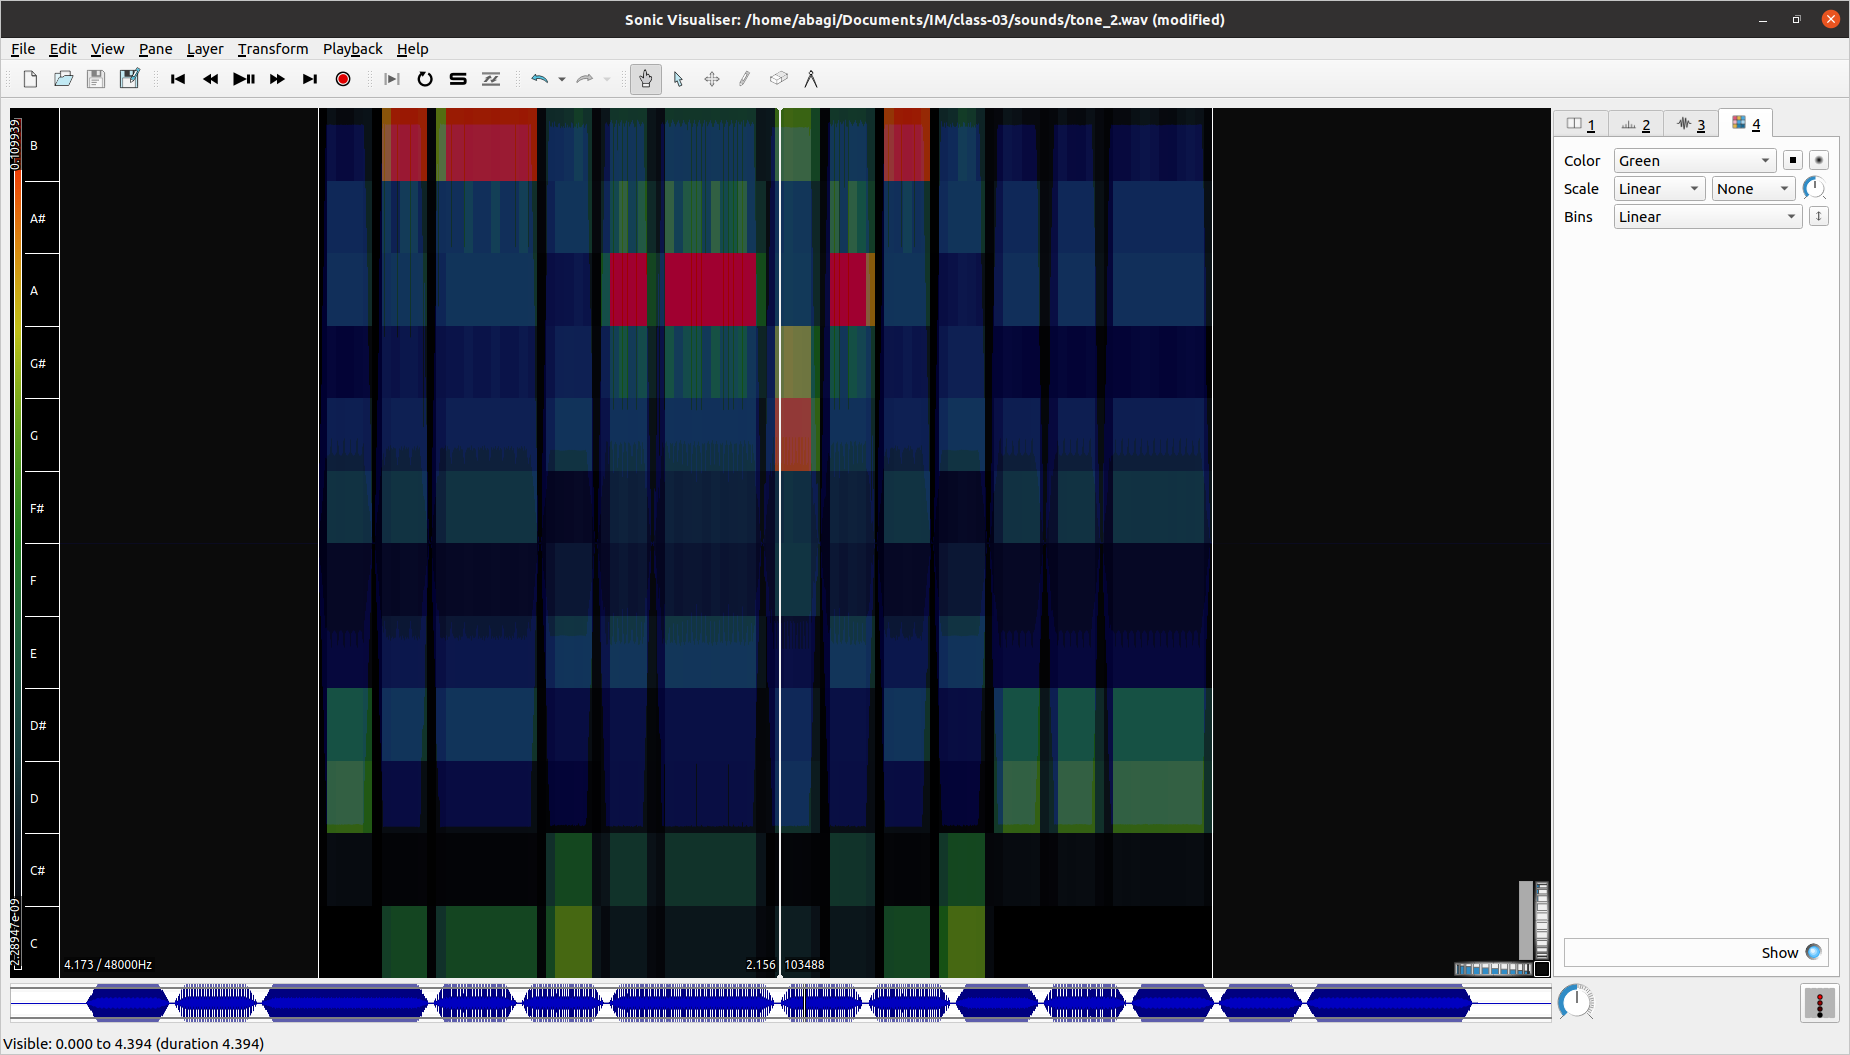 Sonic Visualiser: /home/abagi/Documents/IM/class-03/sounds/tone_2.wav (modified)
File Edit View Pane Layer Transform Playback Help
0.109939
B
A#
A
G#
G
F#
F
E
D#
D
C#
C
2.28947e-09
4.173 / 48000Hz
2.156 103488
1 2 3 4
Color Green
Scale Linear None
Bins Linear
Show
Visible: 0.000 to 4.394 (duration 4.394)